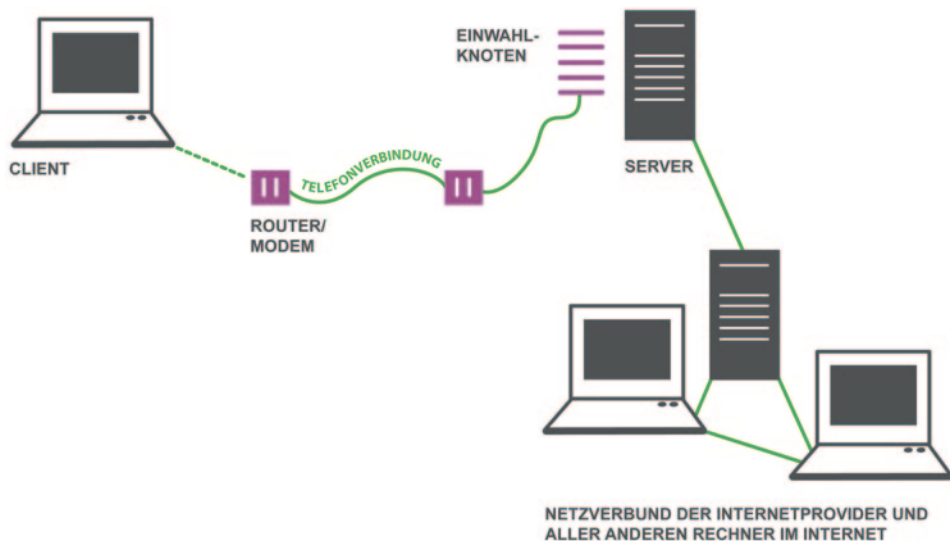 EINWAHL-
KNOTEN
CLIENT
TELEFONVERBINDUNG
SERVER
ROUTER/
MODEM
NETZVERBUND DER INTERNETPROVIDER UND
ALLER ANDEREN RECHNER IM INTERNET